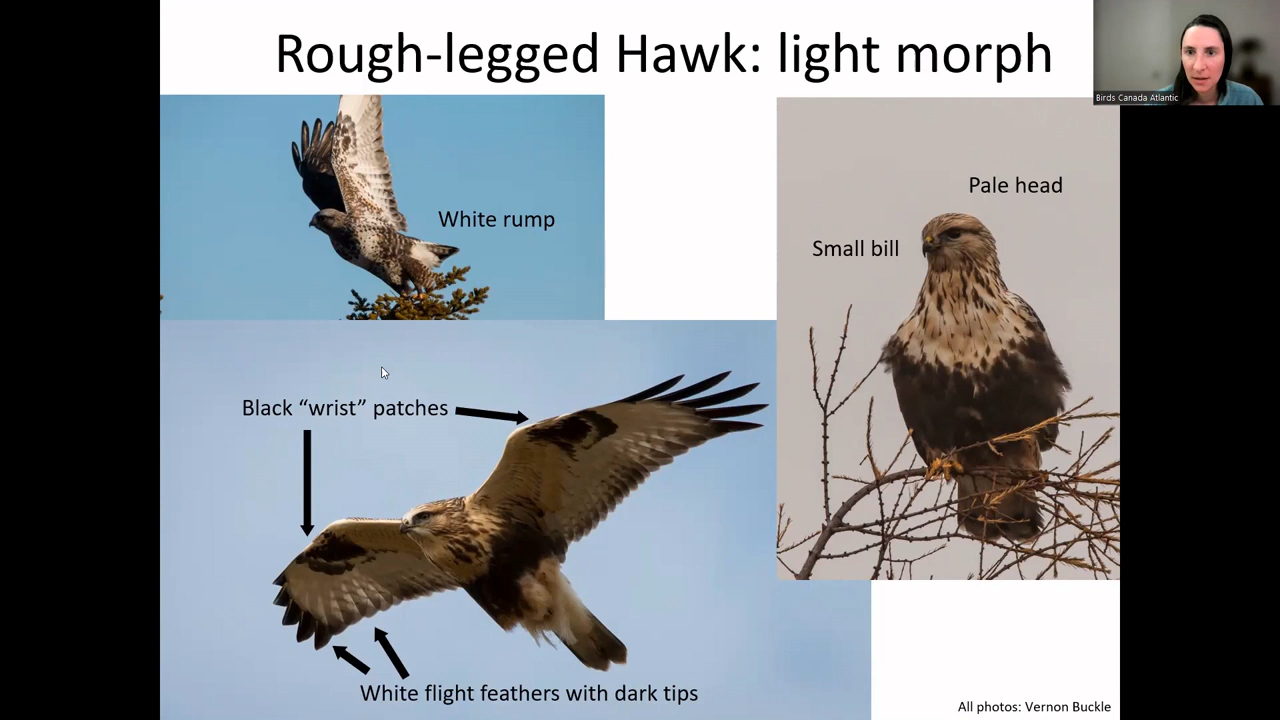 Rough-legged Hawk: light morph
Birds Canada Atlantic
White rump
Pale head
Small bill
Black “wrist” patches
White flight feathers with dark tips
All photos: Vernon Buckle